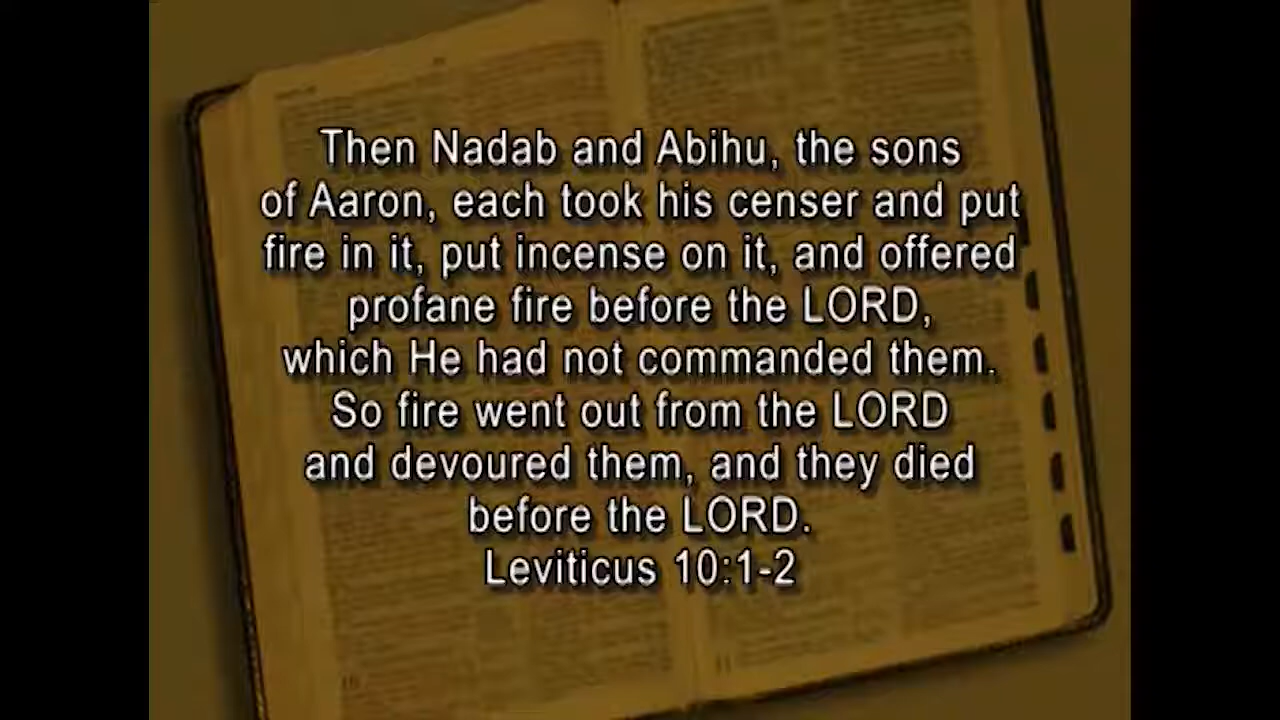 Then Nadab and Abihu, the sons
of Aaron, each took his censer and put
fire in it, put incense on it, and offered
profane fire before the LORD,
which He had not commanded them.
So fire went out from the LORD
and devoured them, and they died
before the LORD.
Leviticus 10:1-2